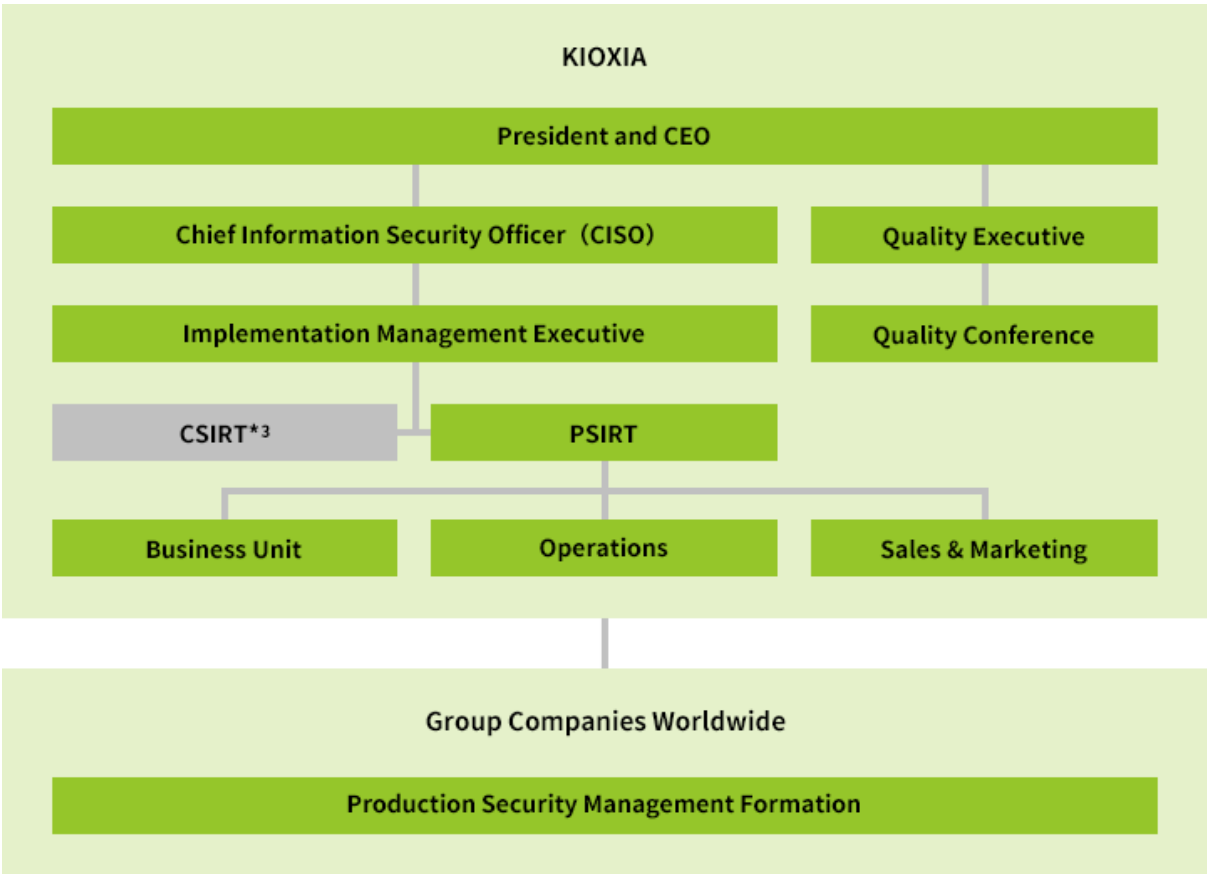 KIOXIA
President and CEO
Chief Information Security Officer（CISO）
Quality Executive
Implementation Management Executive
Quality Conference
CSIRT*3
PSIRT
Business Unit
Operations
Sales & Marketing
Group Companies Worldwide
Production Security Management Formation